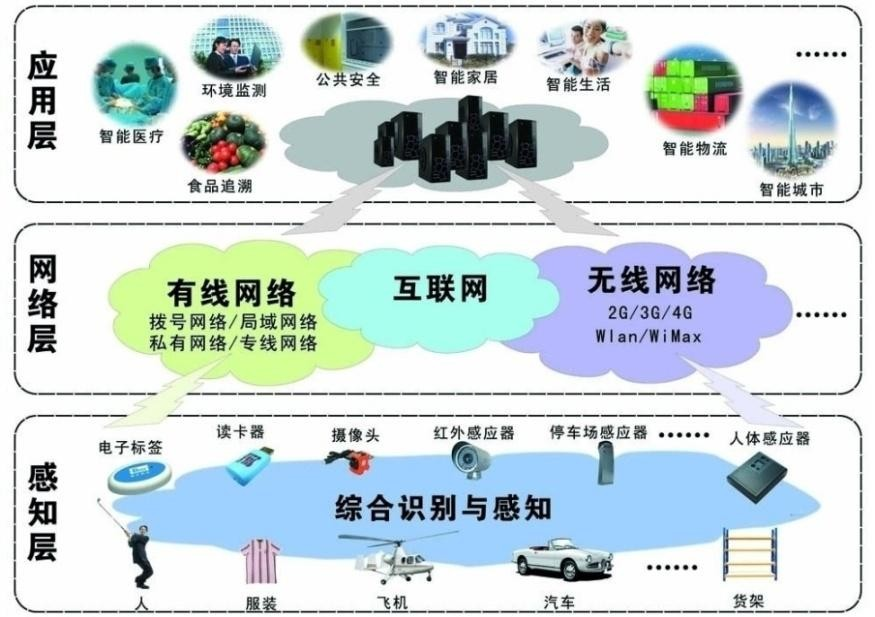 应用层
智能医疗
环境监测
公共安全
智能家居
智能生活
智能物流
智能城市
食品追溯
······
网络层
有线网络
拨号网络/局域网络
私有网络/专线网络
互联网
无线网络
2G/3G/4G
Wlan/WiMax
······
感知层
电子标签
读卡器
摄像头
红外感应器
停车场感应器
······
人体感应器
综合识别与感知
人
服装
飞机
汽车
······
货架